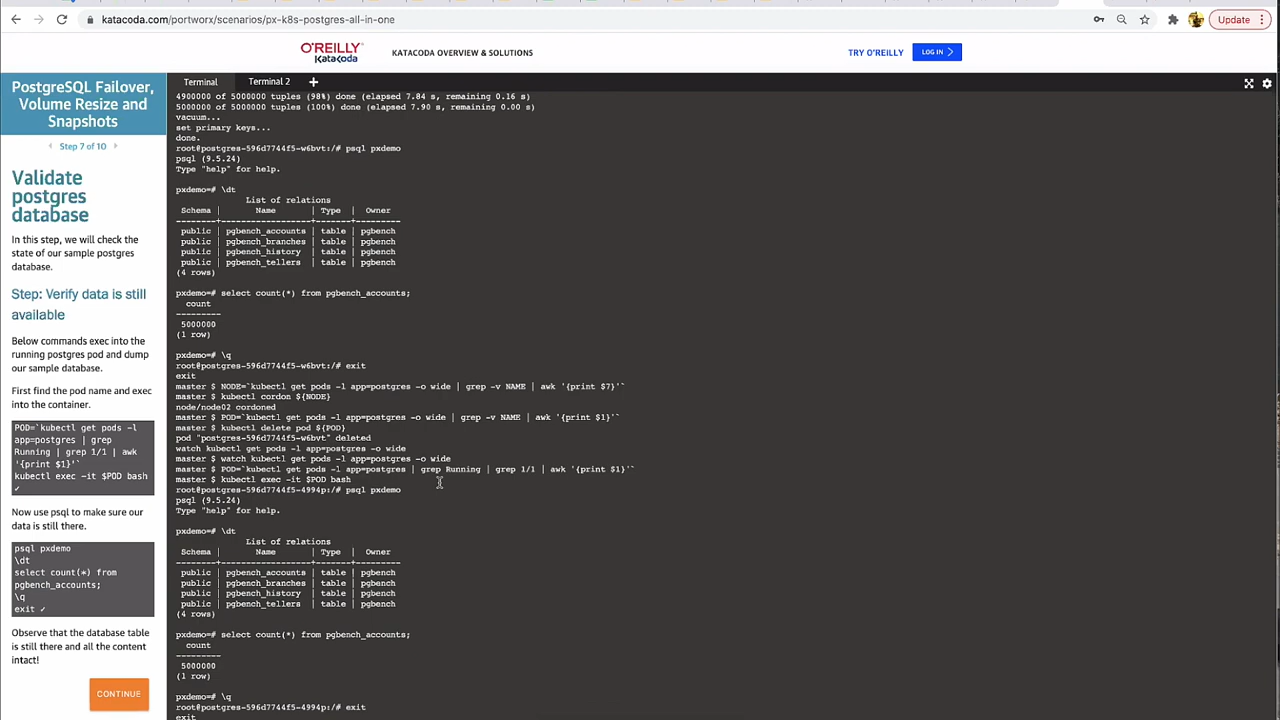 katacoda.com/portworx/scenarios/px-k8s-postgres-all-in-one
Update
O'REILLY
KataKoda
KATACODA OVERVIEW & SOLUTIONS
TRY O'REILLY
LOG IN
PostgreSQL Failover,
Volume Resize and
Snapshots
Step 7 of 10
Validate
postgres
database
In this step, we will check the
state of our sample postgres
database.
Step: Verify data is still
available
Below commands exec into the
running postgres pod and dump
our sample database.
First find the pod name and exec
into the container.
POD=`kubectl get pods -l
app=postgres | grep
Running | grep 1/1 | awk
'{print $1}'`
kubectl exec -it $POD bash
✓
Now use psql to make sure our
data is still there.
psql pxdemo
\dt
select count(*) from
pgbench_accounts;
\q
exit ✓
Observe that the database table
is still there and all the content
intact!
CONTINUE
Terminal
Terminal 2
+
4900000 of 5000000 tuples (98%) done (elapsed 7.84 s, remaining 0.16 s)
5000000 of 5000000 tuples (100%) done (elapsed 7.90 s, remaining 0.00 s)
vacuum...
set primary keys...
done.
root@postgres-596d7744f5-w6bvt:/# psql pxdemo
psql (9.5.24)
Type "help" for help.
pxdemo=# \dt
List of relations
Schema | Name | Type | Owner
--------+------------------+-------+---------
public | pgbench_accounts | table | pgbench
public | pgbench_branches | table | pgbench
public | pgbench_history | table | pgbench
public | pgbench_tellers | table | pgbench
(4 rows)
pxdemo=# select count(*) from pgbench_accounts;
count
---------
5000000
(1 row)
pxdemo=# \q
root@postgres-596d7744f5-w6bvt:/# exit
exit
master $ NODE=`kubectl get pods -l app=postgres -o wide | grep -v NAME | awk '{print $7}'`
master $ kubectl cordon ${NODE}
node/node02 cordoned
master $ POD=`kubectl get pods -l app=postgres -o wide | grep -v NAME | awk '{print $1}'`
master $ kubectl delete pod ${POD}
pod "postgres-596d7744f5-w6bvt" deleted
watch kubectl get pods -l app=postgres -o wide
master $ watch kubectl get pods -l app=postgres -o wide
master $ POD=`kubectl get pods -l app=postgres | grep Running | grep 1/1 | awk '{print $1}'`
master $ kubectl exec -it $POD bash
root@postgres-596d7744f5-4994p:/# psql pxdemo
psql (9.5.24)
Type "help" for help.
pxdemo=# \dt
List of relations
Schema | Name | Type | Owner
--------+------------------+-------+---------
public | pgbench_accounts | table | pgbench
public | pgbench_branches | table | pgbench
public | pgbench_history | table | pgbench
public | pgbench_tellers | table | pgbench
(4 rows)
pxdemo=# select count(*) from pgbench_accounts;
count
---------
5000000
(1 row)
pxdemo=# \q
root@postgres-596d7744f5-4994p:/# exit
exit